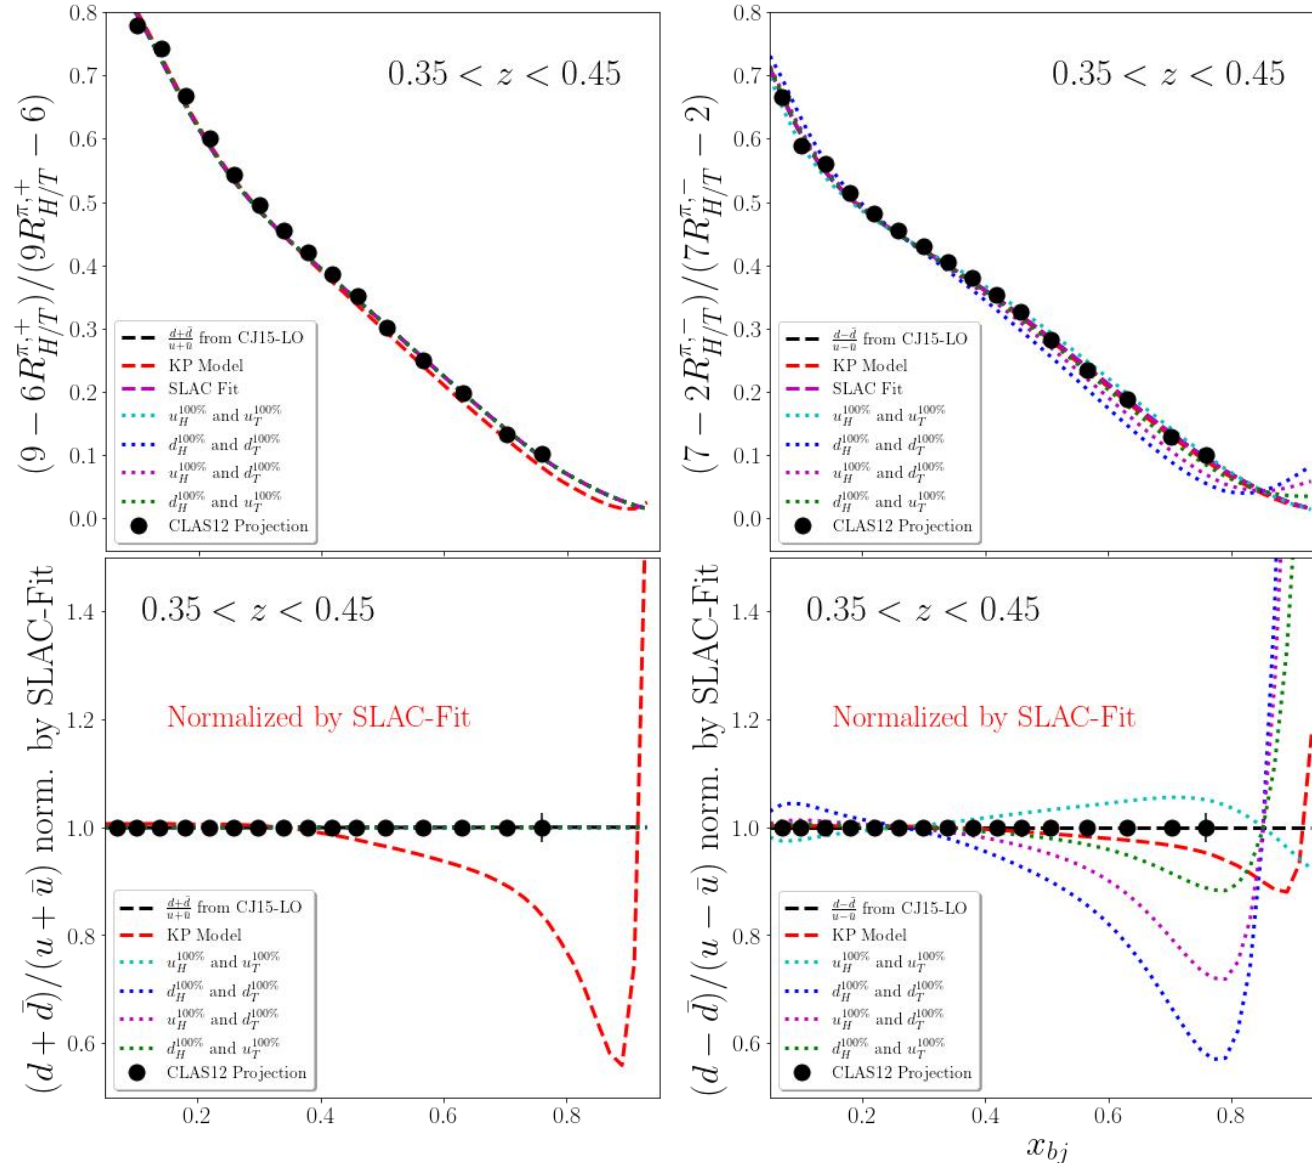 (9 − 6R^{π,+}_{H/T})/(9R^{π,+}_{H/T} − 6)
0.8
0.7
0.6
0.5
0.4
0.3
0.2
0.1
0.0
0.35 < z < 0.45
d+d̄/u+ū from CJ15-LO
KP Model
SLAC Fit
u_H^{100%} and u_T^{100%}
d_H^{100%} and d_T^{100%}
u_H^{100%} and d_T^{100%}
d_H^{100%} and u_T^{100%}
CLAS12 Projection
(7 − 2R^{π,−}_{H/T})/(7R^{π,−}_{H/T} − 2)
0.8
0.7
0.6
0.5
0.4
0.3
0.2
0.1
0.0
0.35 < z < 0.45
d−d̄/u−ū from CJ15-LO
KP Model
SLAC Fit
u_H^{100%} and u_T^{100%}
d_H^{100%} and d_T^{100%}
u_H^{100%} and d_T^{100%}
d_H^{100%} and u_T^{100%}
CLAS12 Projection
(d + d̄)/(u + ū) norm. by SLAC-Fit
1.4
1.2
1.0
0.8
0.6
0.35 < z < 0.45
Normalized by SLAC-Fit
d+d̄/u+ū from CJ15-LO
KP Model
u_H^{100%} and u_T^{100%}
d_H^{100%} and d_T^{100%}
u_H^{100%} and d_T^{100%}
d_H^{100%} and u_T^{100%}
CLAS12 Projection
0.2 0.4 0.6 0.8
(d − d̄)/(u − ū) norm. by SLAC-Fit
1.4
1.2
1.0
0.8
0.6
0.35 < z < 0.45
Normalized by SLAC-Fit
d−d̄/u−ū from CJ15-LO
KP Model
u_H^{100%} and u_T^{100%}
d_H^{100%} and d_T^{100%}
u_H^{100%} and d_T^{100%}
d_H^{100%} and u_T^{100%}
CLAS12 Projection
0.2 0.4 0.6 0.8
x_{bj}